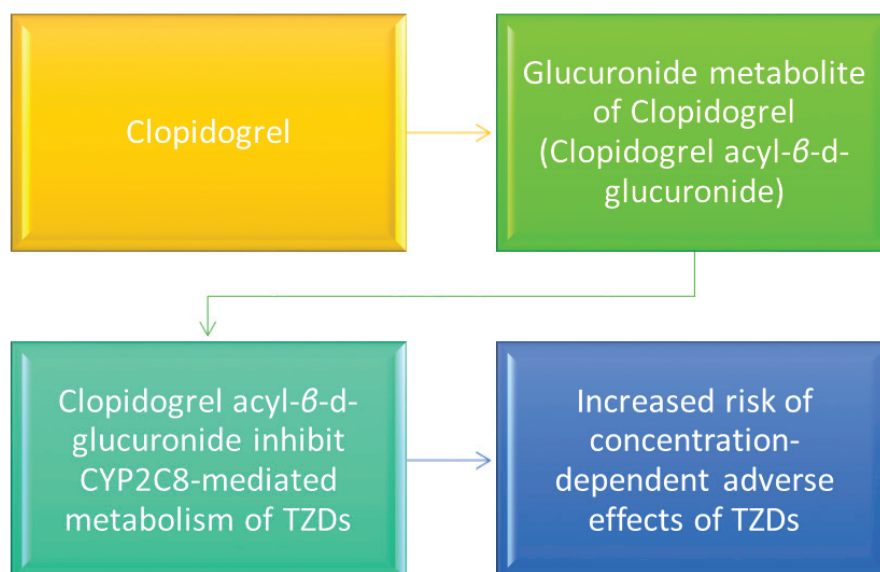 Clopidogrel
Glucuronide metabolite
of Clopidogrel
(Clopidogrel acyl-β-d-
glucuronide)
Clopidogrel acyl-β-d-
glucuronide inhibit
CYP2C8-mediated
metabolism of TZDs
Increased risk of
concentration-
dependent adverse
effects of TZDs